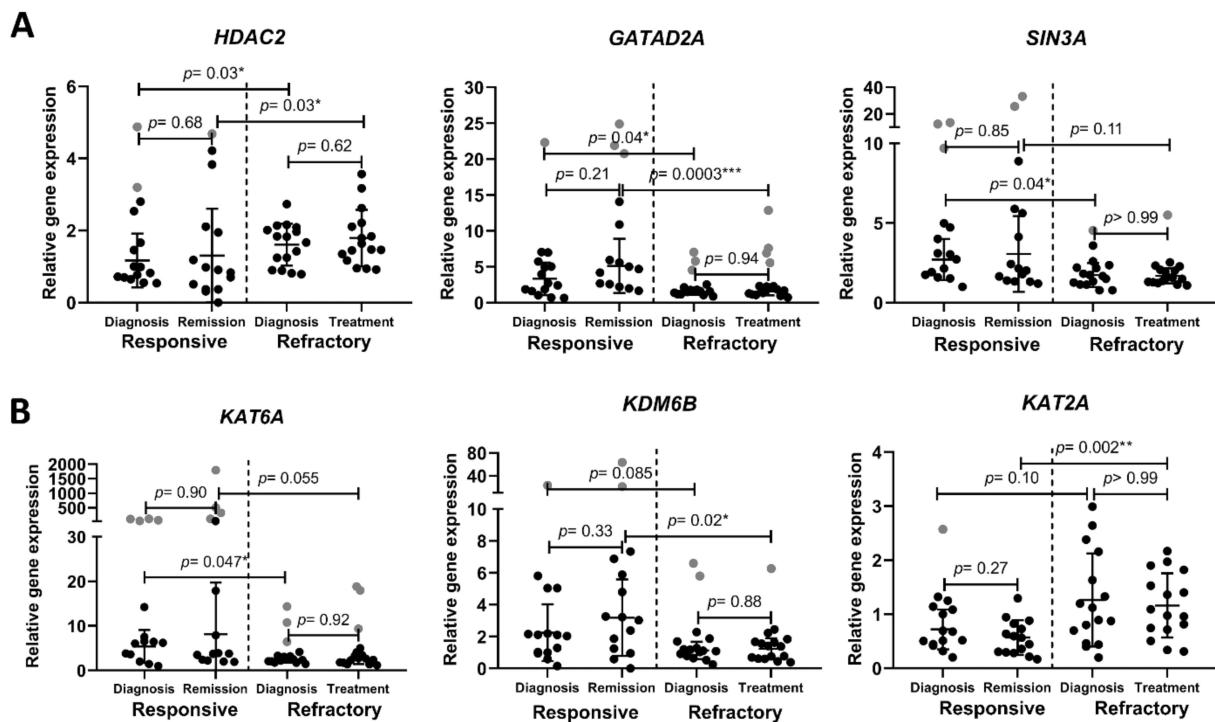 A
HDAC2
Relative gene expression
6
4
2
0
p= 0.03*
p= 0.03*
p= 0.68
p= 0.62
Diagnosis Remission Diagnosis Treatment
Responsive Refractory
GATAD2A
Relative gene expression
30
25
20
15
10
5
0
p= 0.04*
p= 0.21
p= 0.0003***
p= 0.94
Diagnosis Remission Diagnosis Treatment
Responsive Refractory
SIN3A
Relative gene expression
40
20
10
5
0
p= 0.85
p= 0.11
p= 0.04*
p> 0.99
Diagnosis Remission Diagnosis Treatment
Responsive Refractory
B
KAT6A
Relative gene expression
2000
1500
1000
500
30
20
10
0
p= 0.055
p= 0.90
p= 0.047*
p= 0.92
Diagnosis Remission Diagnosis Treatment
Responsive Refractory
KDM6B
Relative gene expression
80
40
10
8
6
4
2
0
p= 0.085
p= 0.33
p= 0.02*
p= 0.88
Diagnosis Remission Diagnosis Treatment
Responsive Refractory
KAT2A
Relative gene expression
4
3
2
1
0
p= 0.002**
p= 0.10
p> 0.99
p= 0.27
Diagnosis Remission Diagnosis Treatment
Responsive Refractory